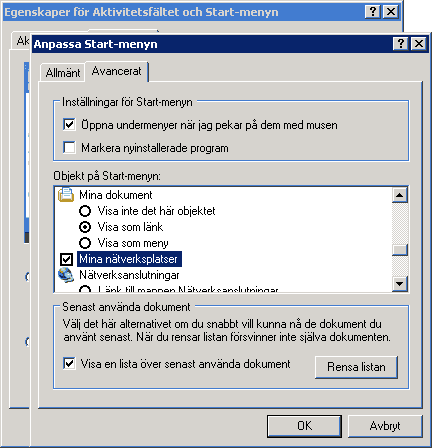 Egenskaper för Aktivitetsfältet och Start-menyn
Anpassa Start-menyn
Allmänt
Avancerat
Inställningar för Start-menyn
Öppna undermenyer när jag pekar på dem med musen
Markera nyinstallerade program
Objekt på Start-menyn:
Mina dokument
Visa inte det här objektet
Visa som länk
Visa som meny
Mina nätverksplatser
Nätverksanslutningar
Länk till mappen Nätverksanslutningar
Senast använda dokument
Välj det här alternativet om du snabbt vill kunna nå de dokument du
använt senast. När du rensar listan försvinner inte själva dokumenten.
Visa en lista över senast använda dokument
Rensa listan
OK
Avbryt